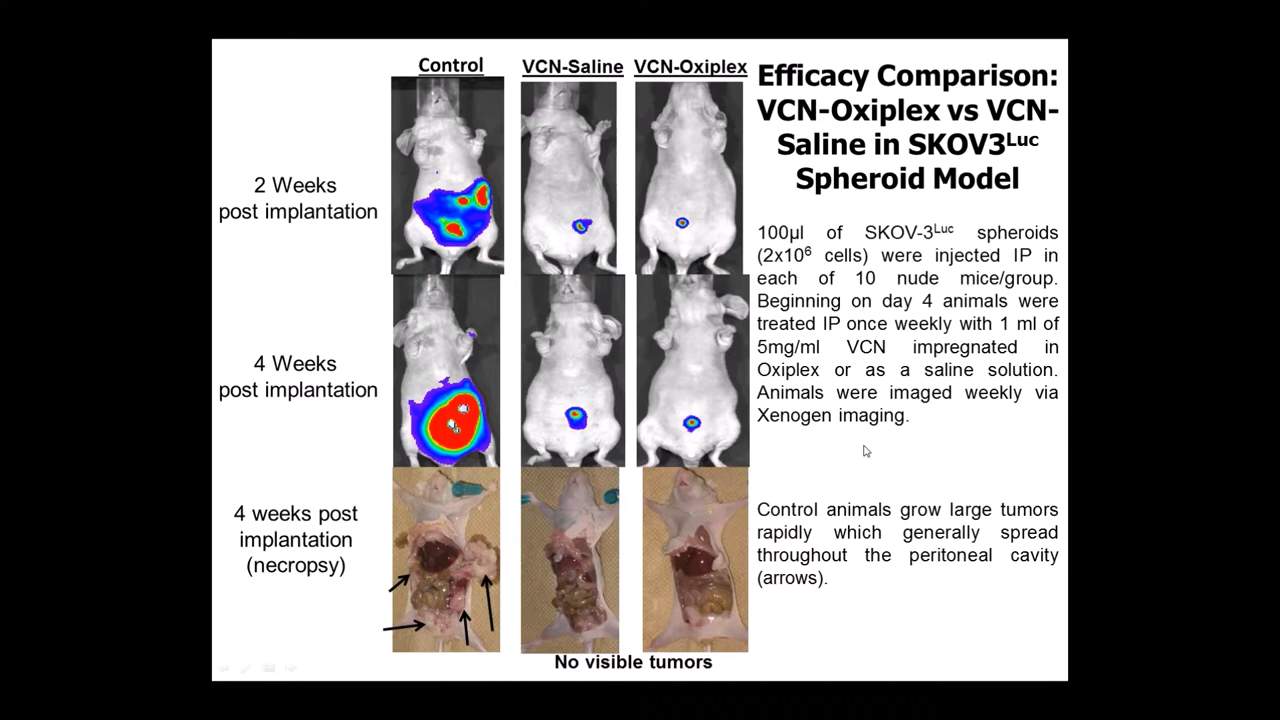 Control
VCN-Saline
VCN-Oxiplex
2 Weeks
post implantation
4 Weeks
post implantation
4 weeks post
implantation
(necropsy)
No visible tumors
Efficacy Comparison:
VCN-Oxiplex vs VCN-
Saline in SKOV3ᴸᵘᶜ
Spheroid Model
100µl of SKOV-3ᴸᵘᶜ spheroids
(2x10⁶ cells) were injected IP in
each of 10 nude mice/group.
Beginning on day 4 animals were
treated IP once weekly with 1 ml of
5mg/ml VCN impregnated in
Oxiplex or as a saline solution.
Animals were imaged weekly via
Xenogen imaging.
Control animals grow large tumors
rapidly which generally spread
throughout the peritoneal cavity
(arrows).